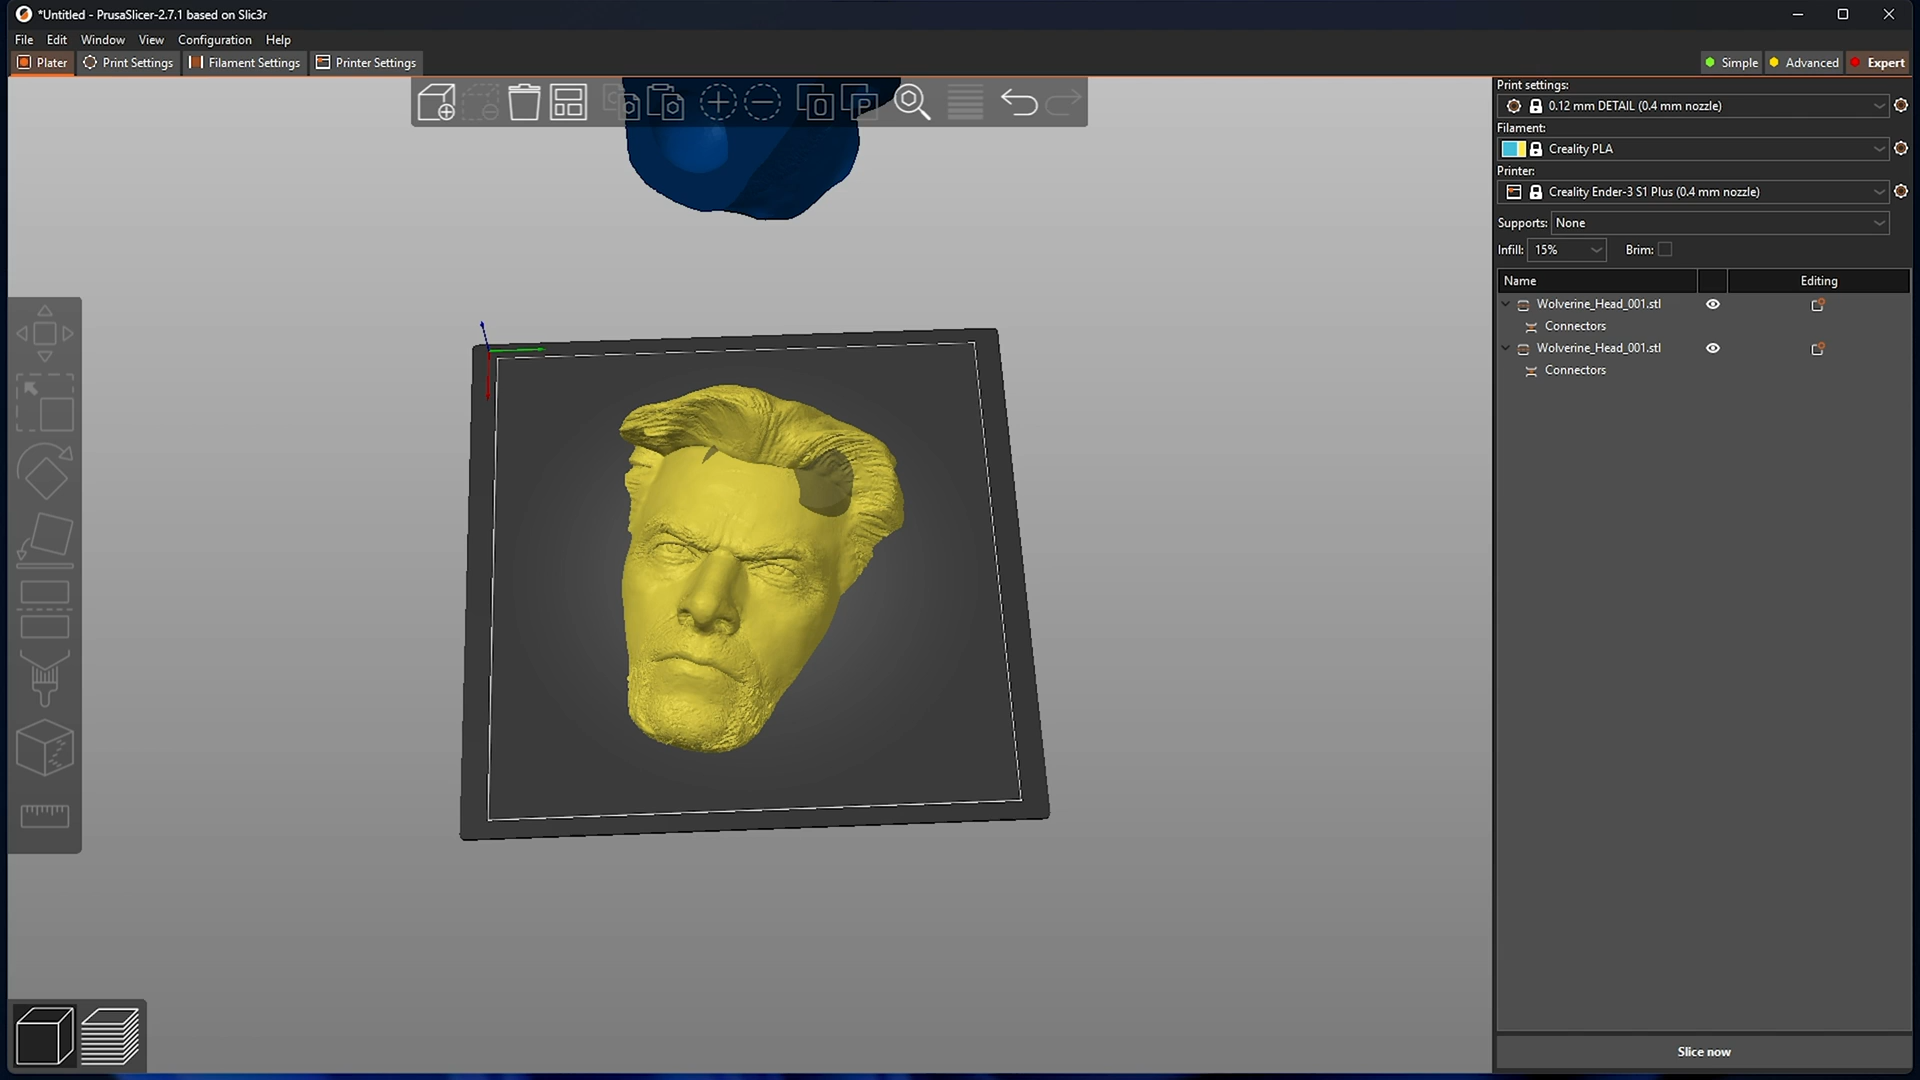 *Untitled - PrusaSlicer-2.7.1 based on Slic3r
File Edit Window View Configuration Help
Plater Print Settings Filament Settings Printer Settings Simple Advanced Expert
Print settings:
0.12 mm DETAIL (0.4 mm nozzle)
Filament:
Creality PLA
Printer:
Creality Ender-3 S1 Plus (0.4 mm nozzle)
Supports: None
Infill: 15% Brim:
Name Editing
Wolverine_Head_001.stl
Connectors
Wolverine_Head_001.stl
Connectors
Slice now